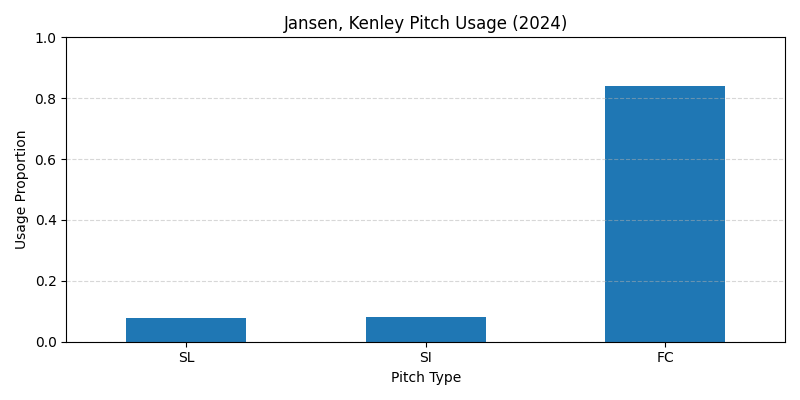 Jansen, Kenley Pitch Usage (2024)
1.0
0.8
0.6
0.4
0.2
0.0
Usage Proportion
SL SI FC
Pitch Type